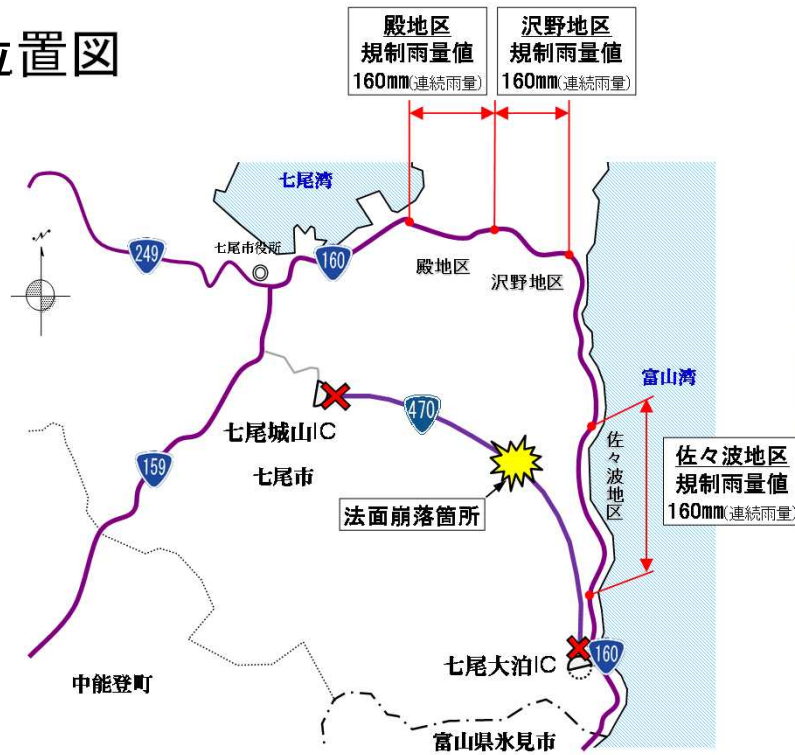 位置図
殿地区
規制雨量値
160mm(連続雨量)
沢野地区
規制雨量値
160mm(連続雨量)
七尾湾
七尾市役所
249
160
殿地区
沢野地区
富山湾
470
七尾城山IC
七尾市
159
法面崩落箇所
佐々波地区
佐々波地区
規制雨量値
160mm(連続雨量)
七尾大泊IC
160
中能登町
富山県氷見市